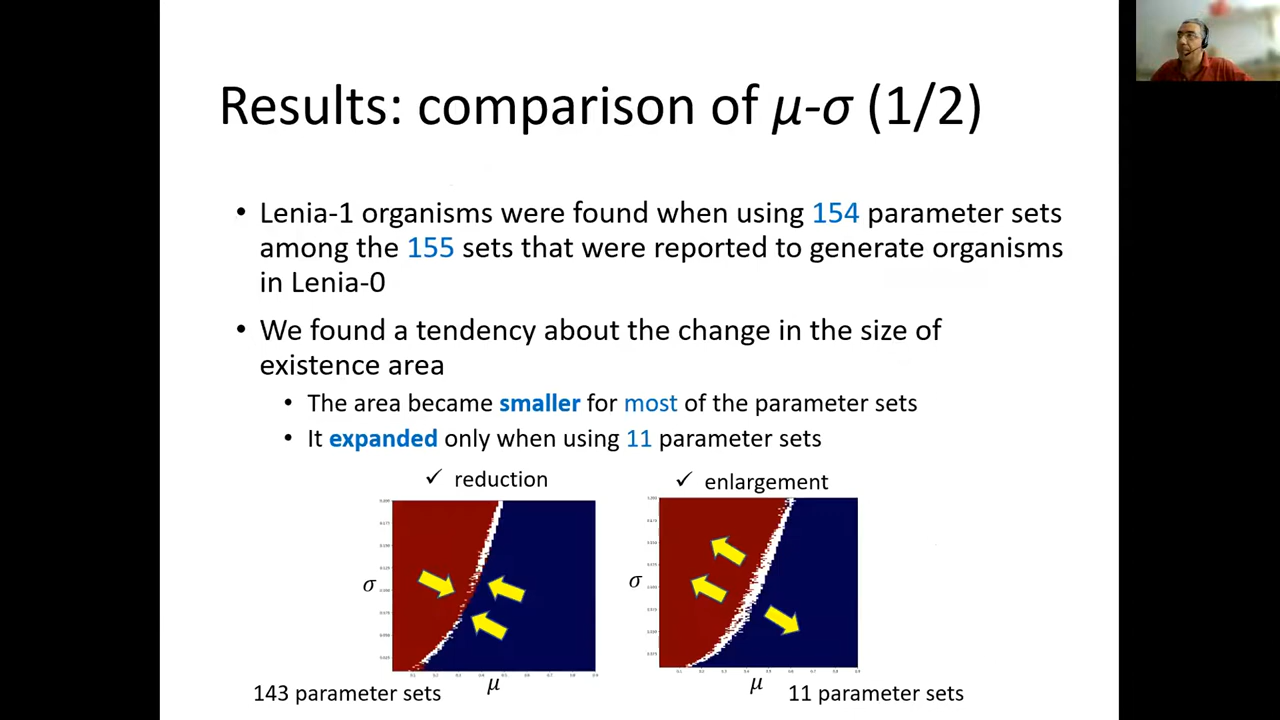 Results: comparison of μ-σ (1/2)
• Lenia-1 organisms were found when using 154 parameter sets
among the 155 sets that were reported to generate organisms
in Lenia-0
• We found a tendency about the change in the size of
existence area
• The area became smaller for most of the parameter sets
• It expanded only when using 11 parameter sets
✓ reduction
✓ enlargement
σ
σ
μ
μ
143 parameter sets
11 parameter sets